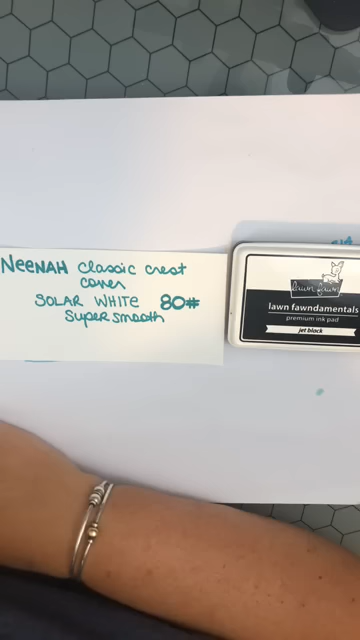 NeeNAH Classic crest
cover
SOLAR WHITE 80#
Super smooth
lawn fawn
lawn fawndamentals
premium ink pad
jet black